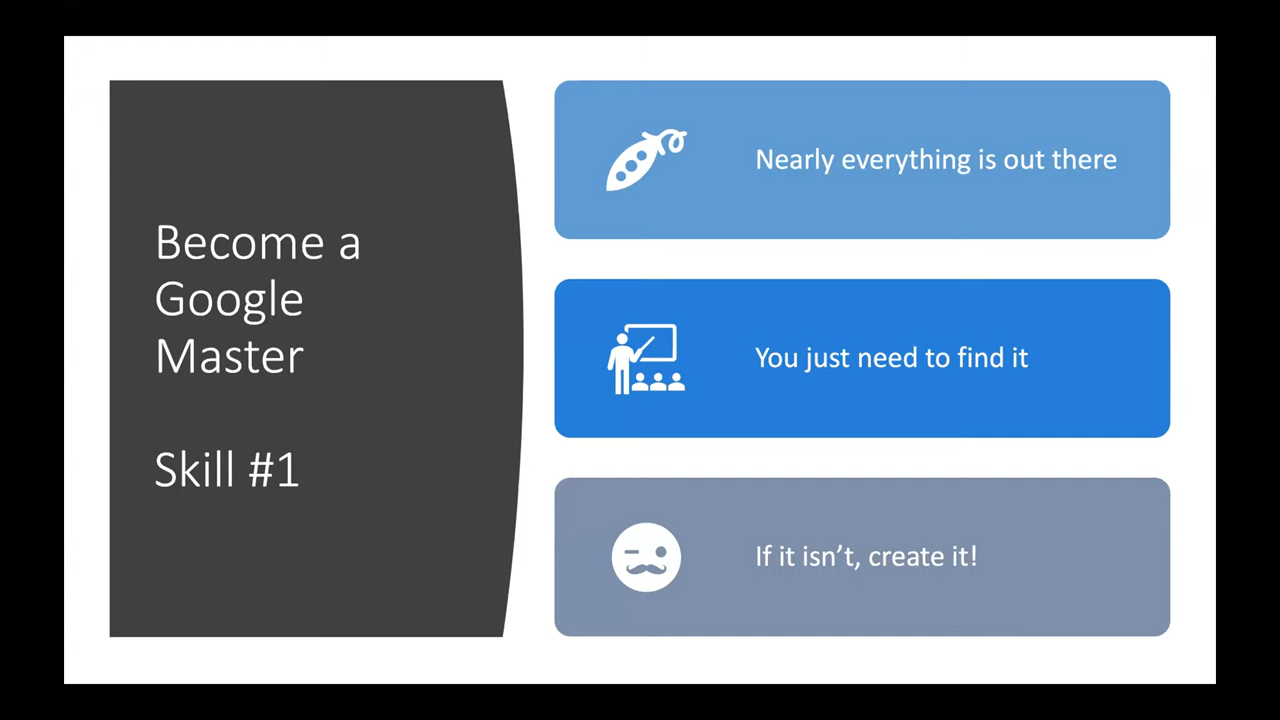 Become a
Google
Master
Skill #1
Nearly everything is out there
You just need to find it
If it isn’t, create it!